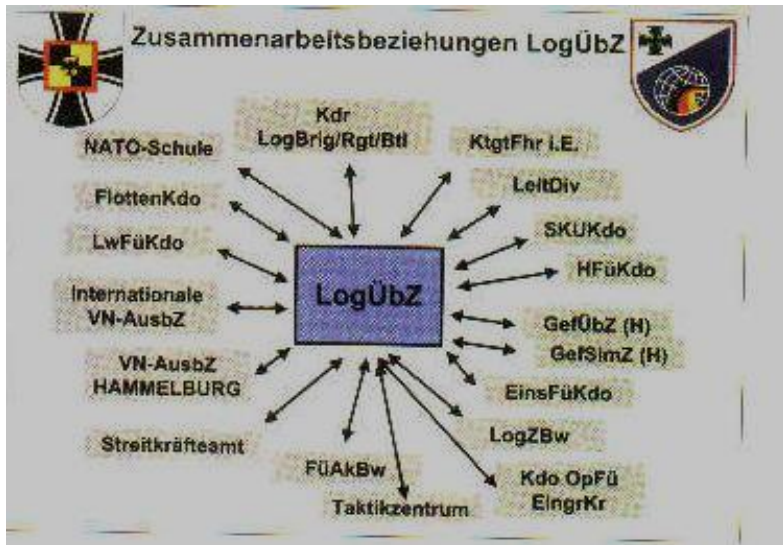 Zusammenarbeitsbeziehungen LogÜbZ
Kdr
LogBrig/Rgt/Btl
NATO-Schule
KtgtFhr i.E.
FlottenKdo
LeitDiv
LwFüKdo
SKUKdo
HFüKdo
Internationale
VN-AusbZ
LogÜbZ
GefÜbZ (H)
GefSimZ (H)
VN-AusbZ
HAMMELBURG
EinsFüKdo
Streitkräfteamt
LogZBw
FüAkBw
Kdo OpFü
EingrKr
Taktikzentrum